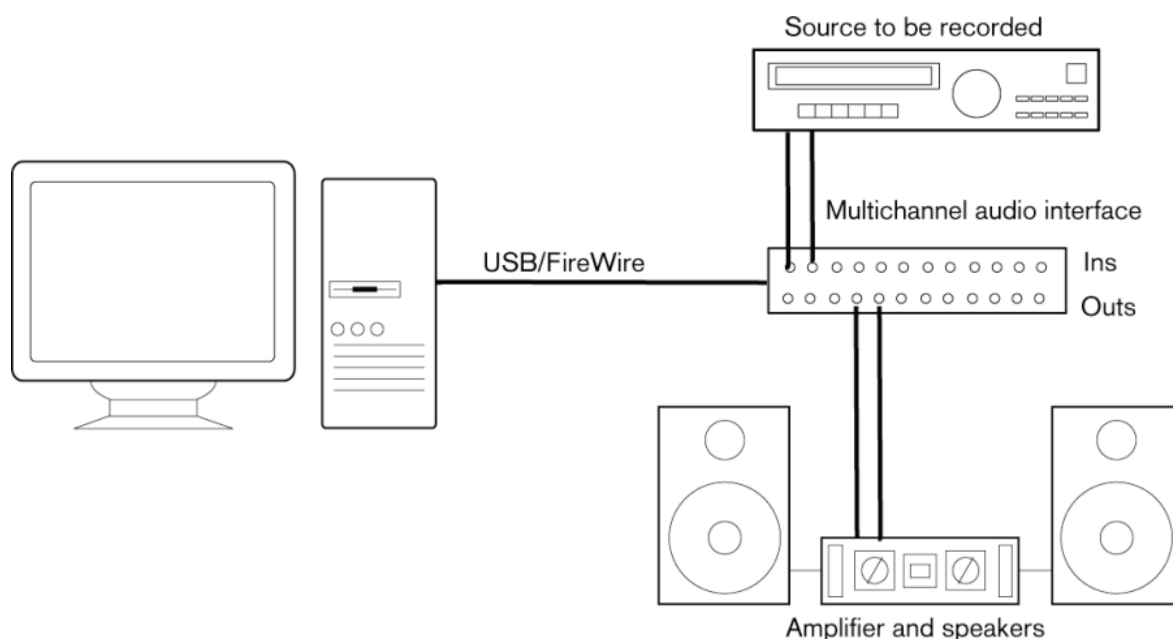 Source to be recorded
Multichannel audio interface
USB/FireWire
Ins
Outs
Amplifier and speakers